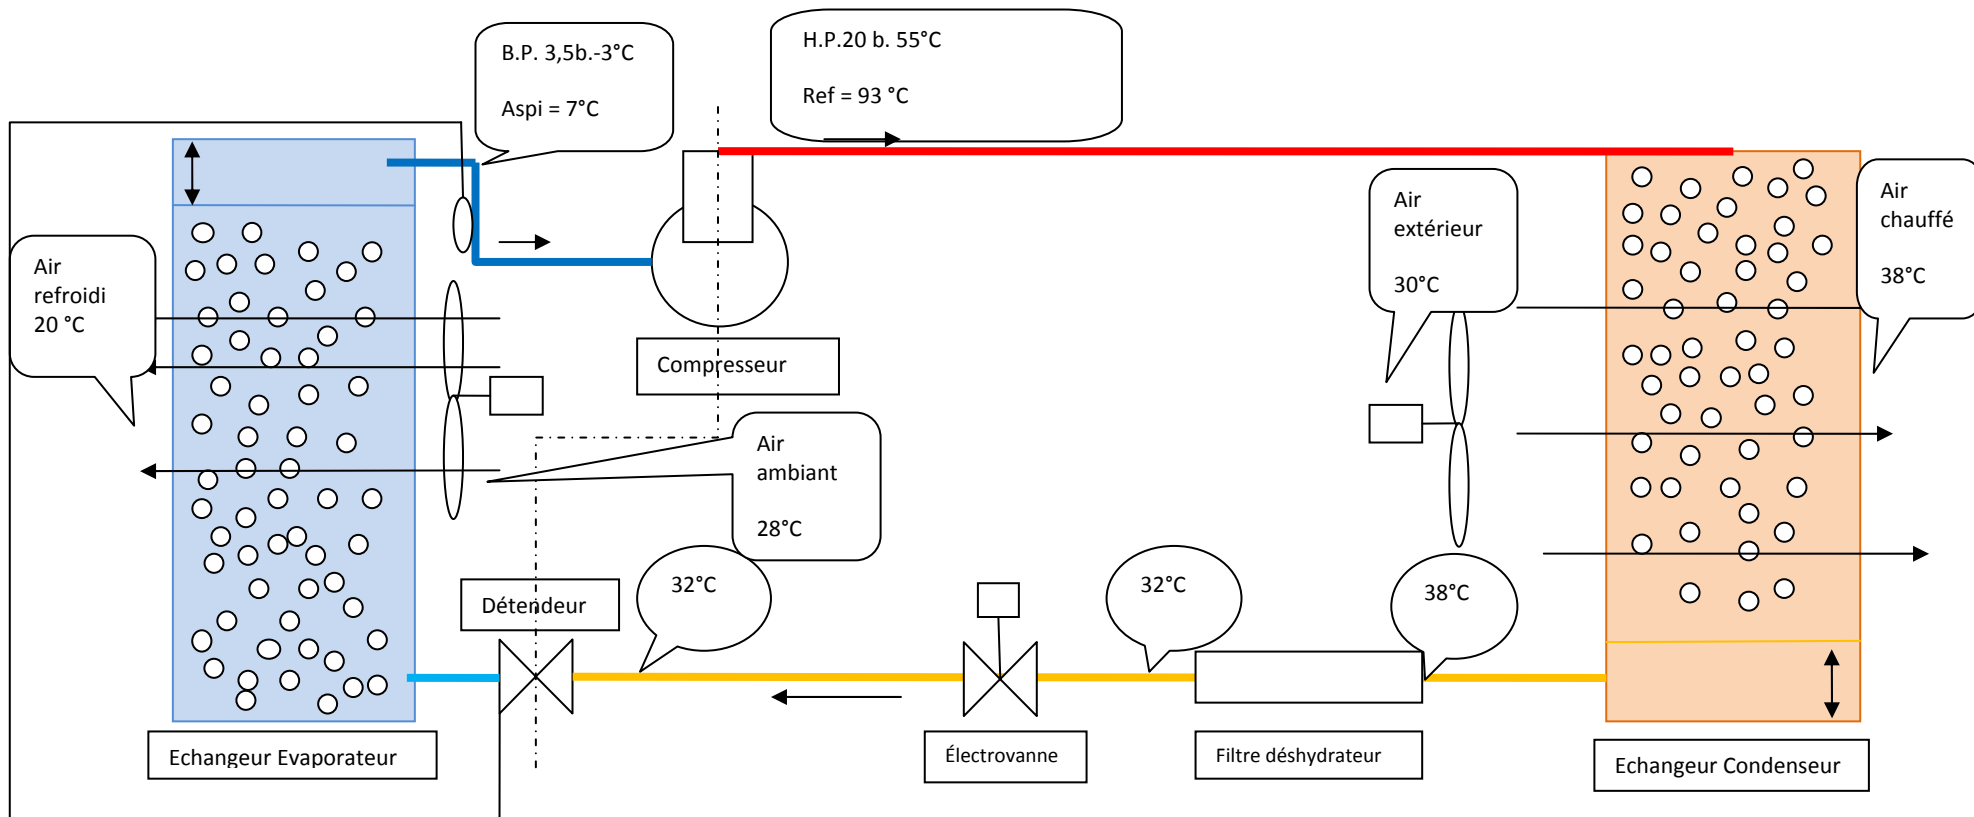 B.P. 3,5b.-3°C
Aspi = 7°C
H.P.20 b. 55°C
Ref = 93 °C
Air
extérieur
30°C
Air
chauffé
38°C
Air
refroidi
20 °C
Compresseur
Air
ambiant
28°C
Détendeur
32°C
32°C
38°C
Echangeur Evaporateur
Électrovanne
Filtre déshydrateur
Echangeur Condenseur